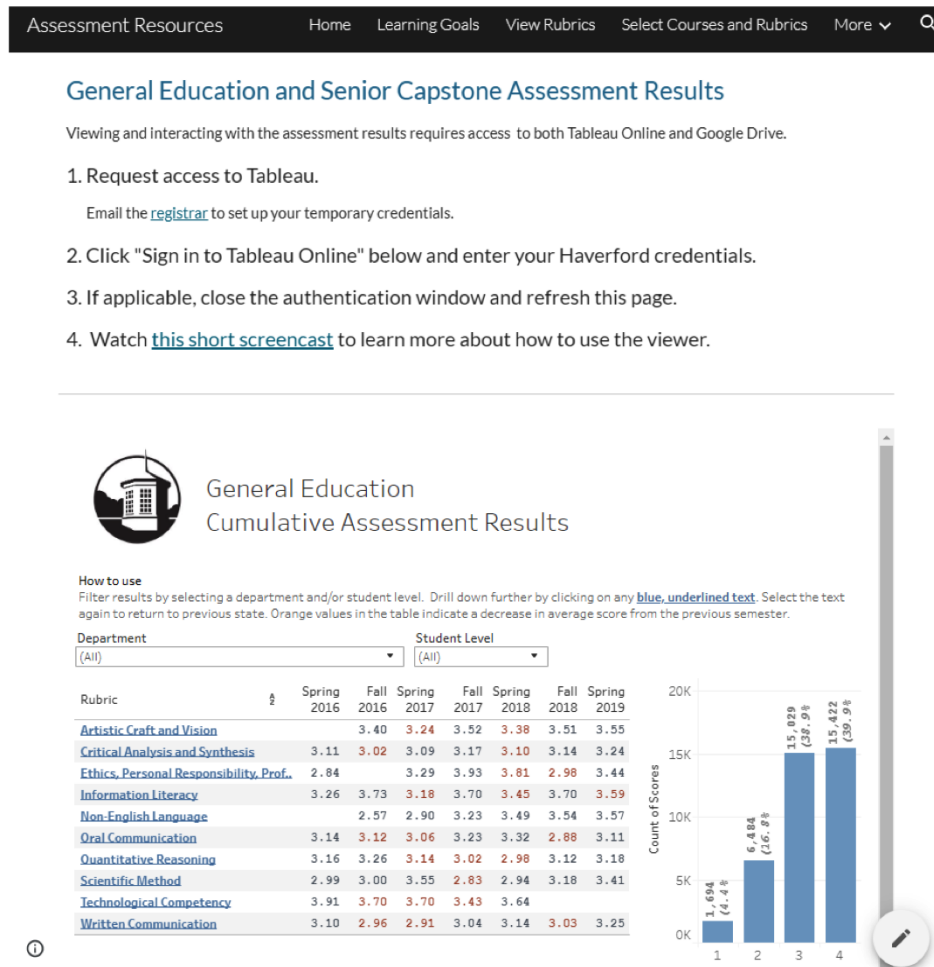 Assessment Resources Home Learning Goals View Rubrics Select Courses and Rubrics More
General Education and Senior Capstone Assessment Results
Viewing and interacting with the assessment results requires access to both Tableau Online and Google Drive.
1. Request access to Tableau.
Email the registrar to set up your temporary credentials.
2. Click "Sign in to Tableau Online" below and enter your Haverford credentials.
3. If applicable, close the authentication window and refresh this page.
4. Watch this short screencast to learn more about how to use the viewer.
General Education
Cumulative Assessment Results
How to use
Filter results by selecting a department and/or student level. Drill down further by clicking on any blue, underlined text. Select the text
again to return to previous state. Orange values in the table indicate a decrease in average score from the previous semester.
Department Student Level
(All) (All)
Rubric Spring 2016 Fall 2016 Spring 2017 Fall 2017 Spring 2018 Fall 2018 Spring 2019
Artistic Craft and Vision 3.40 3.24 3.52 3.38 3.51 3.55
Critical Analysis and Synthesis 3.11 3.02 3.09 3.17 3.10 3.14 3.24
Ethics, Personal Responsibility, Prof.. 2.84 3.29 3.93 3.81 2.98 3.44
Information Literacy 3.26 3.73 3.18 3.70 3.45 3.70 3.59
Non-English Language 2.57 2.90 3.23 3.49 3.54 3.57
Oral Communication 3.14 3.12 3.06 3.23 3.32 2.88 3.11
Quantitative Reasoning 3.16 3.26 3.14 3.02 2.98 3.12 3.18
Scientific Method 2.99 3.00 3.55 2.83 2.94 3.18 3.41
Technological Competency 3.91 3.70 3.70 3.43 3.64
Written Communication 3.10 2.96 2.91 3.04 3.14 3.03 3.25
Count of Scores
20K
15K
10K
5K
0K
1,694
(4.4%
6,484
(16.8%
15,029
(38.9%
15,422
(39.9%
1 2 3 4